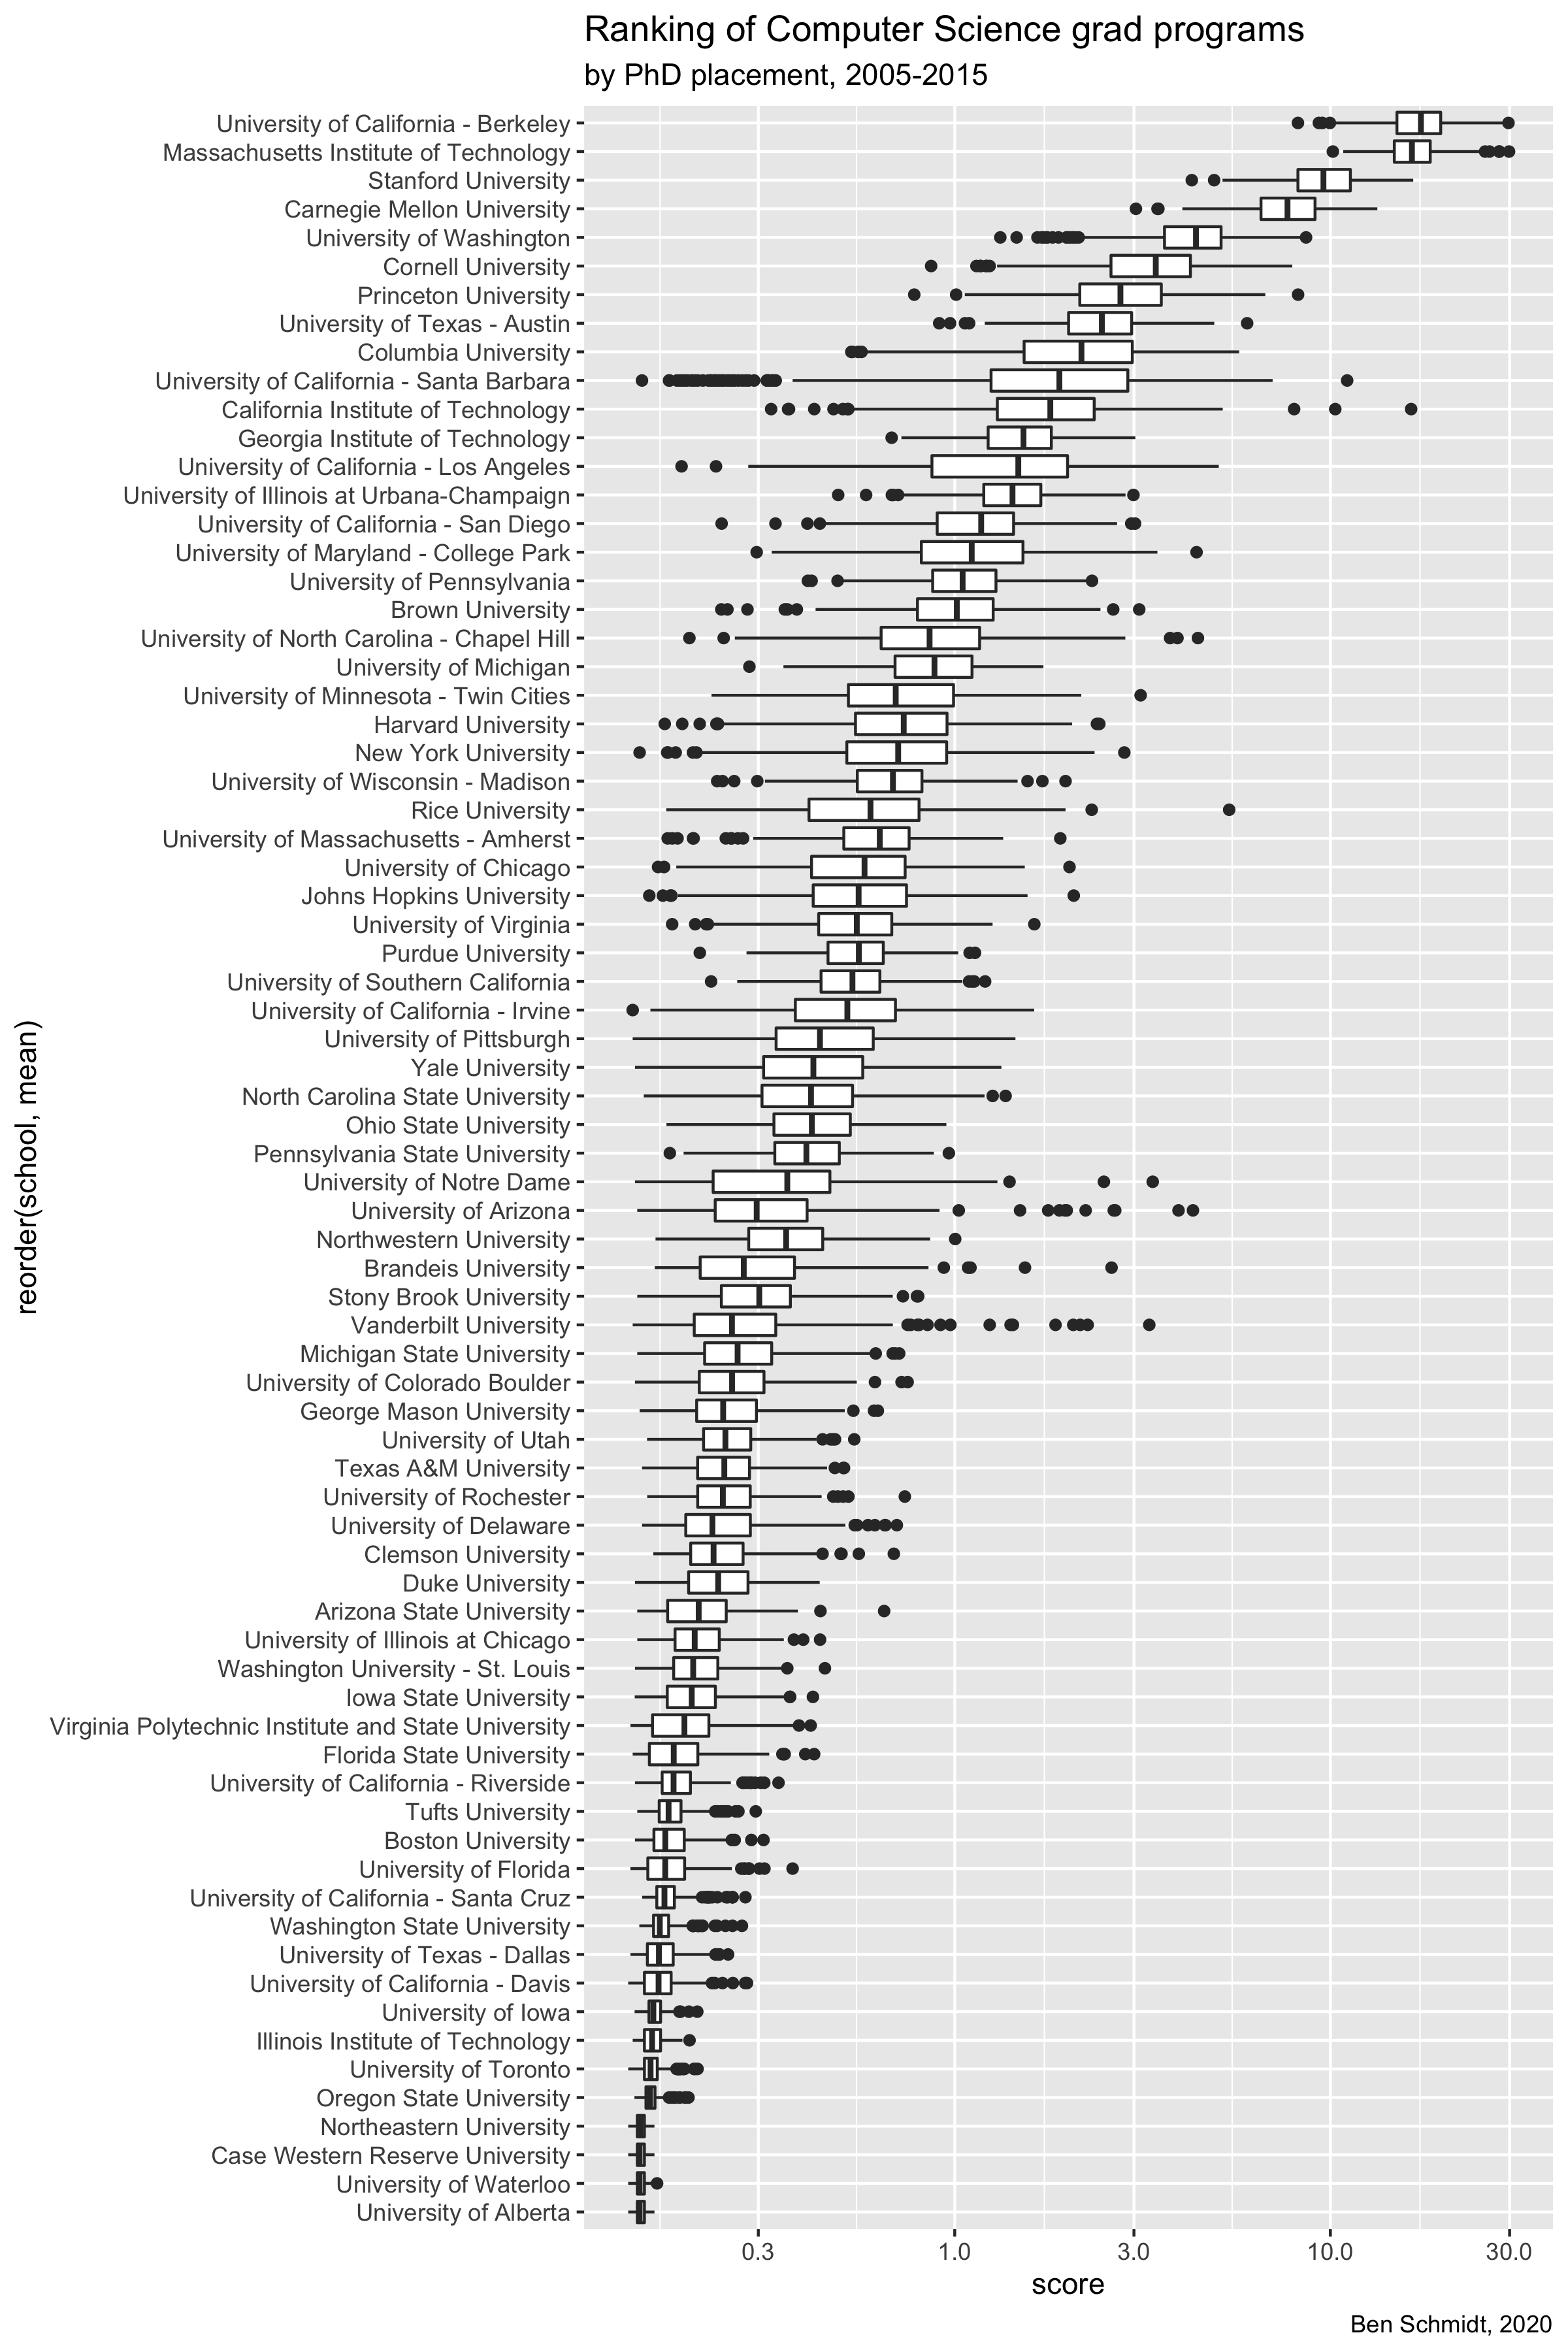 Ranking of Computer Science grad programs
by PhD placement, 2005-2015
University of California - Berkeley
Massachusetts Institute of Technology
Stanford University
Carnegie Mellon University
University of Washington
Cornell University
Princeton University
University of Texas - Austin
Columbia University
University of California - Santa Barbara
California Institute of Technology
Georgia Institute of Technology
University of California - Los Angeles
University of Illinois at Urbana-Champaign
University of California - San Diego
University of Maryland - College Park
University of Pennsylvania
Brown University
University of North Carolina - Chapel Hill
University of Michigan
University of Minnesota - Twin Cities
Harvard University
New York University
University of Wisconsin - Madison
Rice University
University of Massachusetts - Amherst
University of Chicago
Johns Hopkins University
University of Virginia
Purdue University
University of Southern California
University of California - Irvine
University of Pittsburgh
Yale University
North Carolina State University
Ohio State University
Pennsylvania State University
University of Notre Dame
University of Arizona
Northwestern University
Brandeis University
Stony Brook University
Vanderbilt University
Michigan State University
University of Colorado Boulder
George Mason University
University of Utah
Texas A&M University
University of Rochester
University of Delaware
Clemson University
Duke University
Arizona State University
University of Illinois at Chicago
Washington University - St. Louis
Iowa State University
Virginia Polytechnic Institute and State University
Florida State University
University of California - Riverside
Tufts University
Boston University
University of Florida
University of California - Santa Cruz
Washington State University
University of Texas - Dallas
University of California - Davis
University of Iowa
Illinois Institute of Technology
University of Toronto
Oregon State University
Northeastern University
Case Western Reserve University
University of Waterloo
University of Alberta
reorder(school, mean)
0.3 1.0 3.0 10.0 30.0
score
Ben Schmidt, 2020